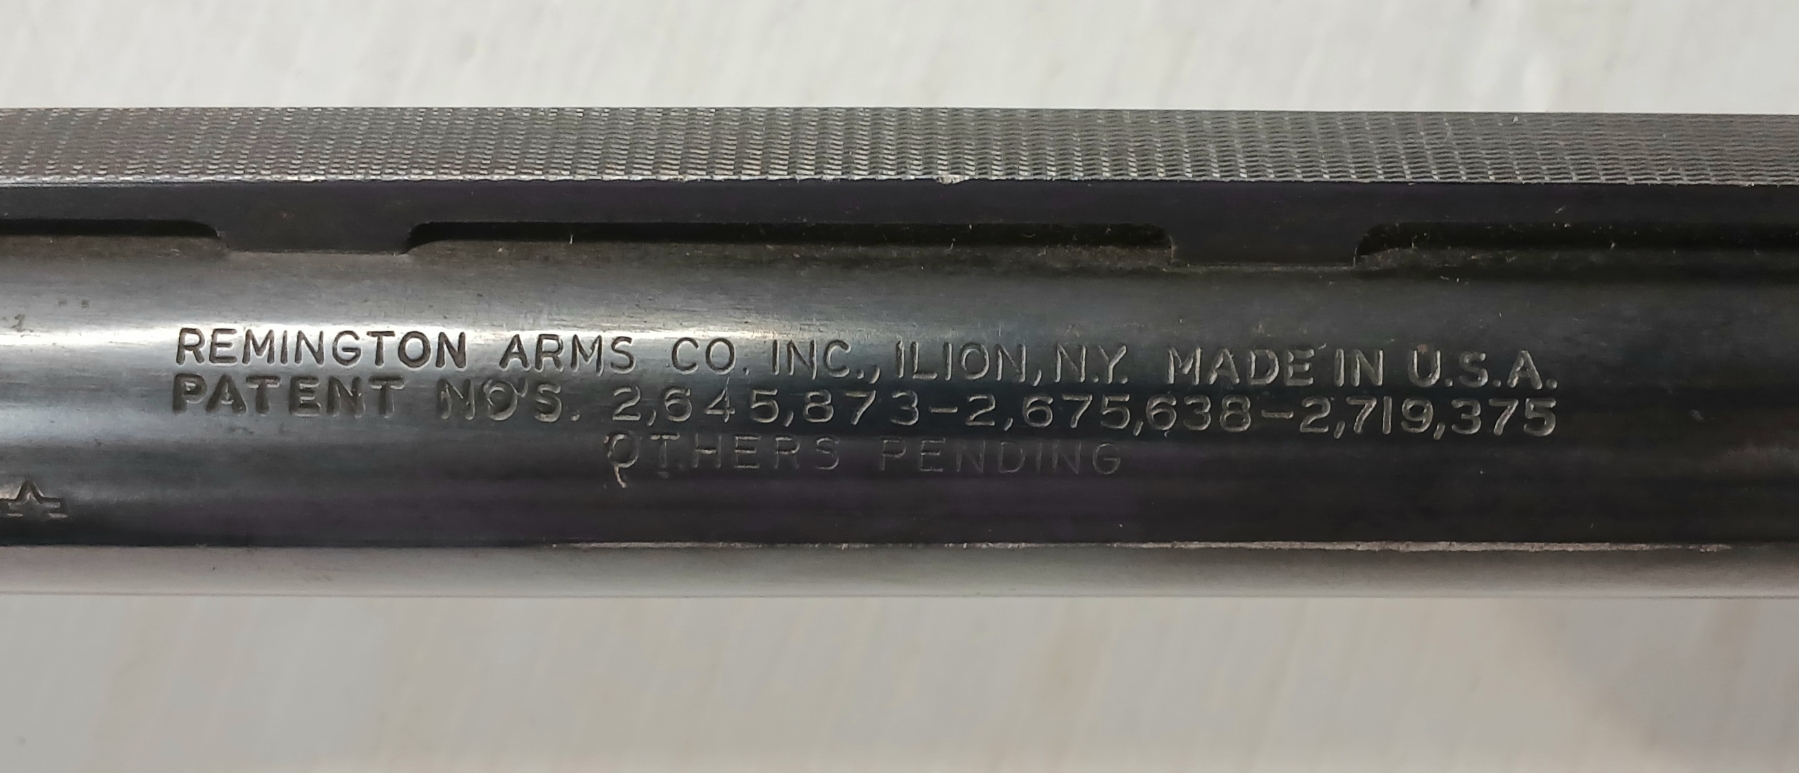 REMINGTON ARMS CO. INC., ILION, N.Y. MADE IN U.S.A.
PATENT NO'S. 2,645,873-2,675,638-2,719,375
OTHERS PENDING